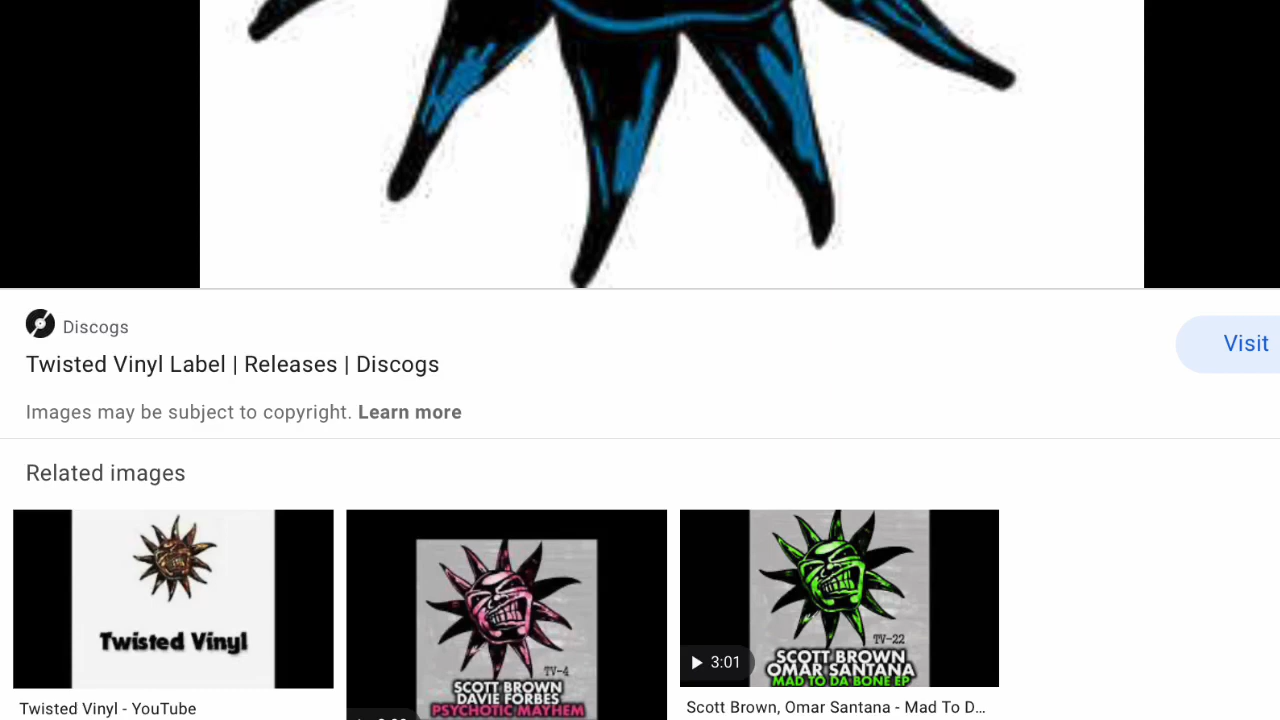 Discogs
Twisted Vinyl Label | Releases | Discogs
Visit
Images may be subject to copyright. Learn more
Related images
Twisted Vinyl
TV-4
SCOTT BROWN
DAVIE FORBES
PSYCHOTIC MAYHEM
TV-22
3:01
SCOTT BROWN
OMAR SANTANA
MAD TO DA BONE EP
Twisted Vinyl - YouTube
Scott Brown, Omar Santana - Mad To D...